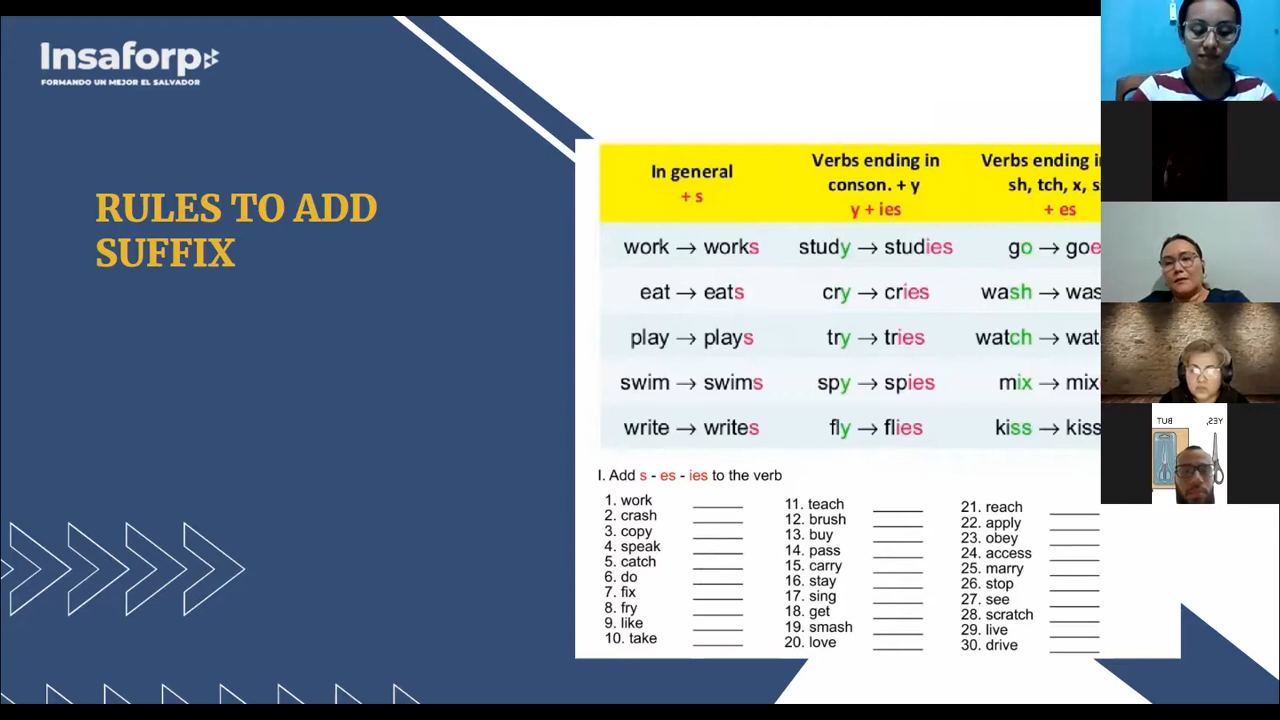 Insaforp
FORMANDO UN MEJOR EL SALVADOR
RULES TO ADD
SUFFIX
In general
+ s
Verbs ending in
conson. + y
y + ies
Verbs ending i
sh, tch, x, s
+ es
work → works
study → studies
go → goe
eat → eats
cry → cries
wash → was
play → plays
try → tries
watch → wat
swim → swims
spy → spies
mix → mix
write → writes
fly → flies
kiss → kiss
I. Add s - es - ies to the verb
1. work
2. crash
3. copy
4. speak
5. catch
6. do
7. fix
8. fry
9. like
10. take
11. teach
12. brush
13. buy
14. pass
15. carry
16. stay
17. sing
18. get
19. smash
20. love
21. reach
22. apply
23. obey
24. access
25. marry
26. stop
27. see
28. scratch
29. live
30. drive
YES,
BUT